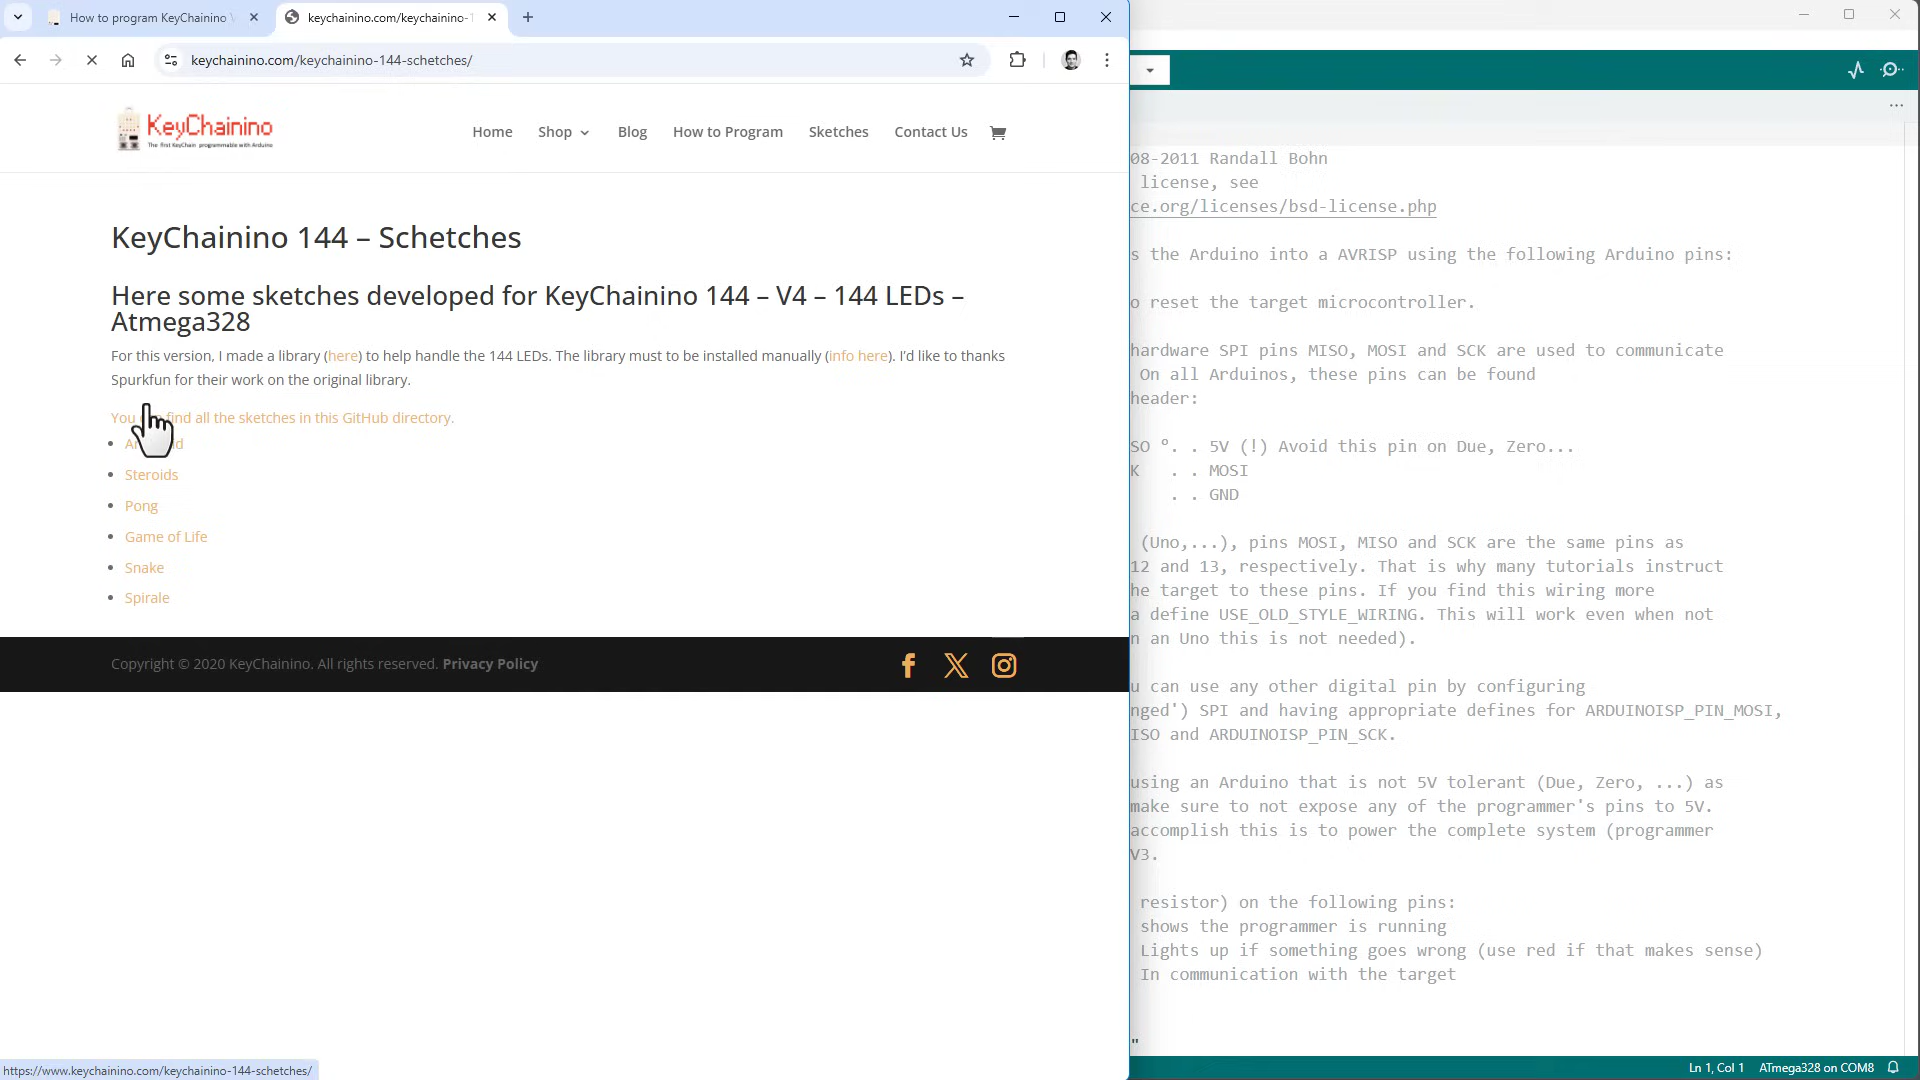 How to program KeyChainino
keychainino.com/keychainino-
keychainino.com/keychainino-144-schetches/
KeyChainino
The first KeyChain programmable with Arduino
Home
Shop
Blog
How to Program
Sketches
Contact Us
KeyChainino 144 – Schetches
Here some sketches developed for KeyChainino 144 – V4 – 144 LEDs –
Atmega328
For this version, I made a library (here) to help handle the 144 LEDs. The library must to be installed manually (info here). I'd like to thanks
Spurkfun for their work on the original library.
You find all the sketches in this GitHub directory.
Steroids
Pong
Game of Life
Snake
Spirale
Copyright © 2020 KeyChainino. All rights reserved. Privacy Policy
https://www.keychainino.com/keychainino-144-schetches/
08-2011 Randall Bohn
license, see
ce.org/licenses/bsd-license.php
s the Arduino into a AVRISP using the following Arduino pins:
o reset the target microcontroller.
hardware SPI pins MISO, MOSI and SCK are used to communicate
On all Arduinos, these pins can be found
header:
SO °. . 5V (!) Avoid this pin on Due, Zero...
K . . MOSI
. . GND
(Uno,...), pins MOSI, MISO and SCK are the same pins as
12 and 13, respectively. That is why many tutorials instruct
he target to these pins. If you find this wiring more
a define USE_OLD_STYLE_WIRING. This will work even when not
n an Uno this is not needed).
u can use any other digital pin by configuring
nged') SPI and having appropriate defines for ARDUINOISP_PIN_MOSI,
ISO and ARDUINOISP_PIN_SCK.
using an Arduino that is not 5V tolerant (Due, Zero, ...) as
make sure to not expose any of the programmer's pins to 5V.
accomplish this is to power the complete system (programmer
V3.
resistor) on the following pins:
shows the programmer is running
Lights up if something goes wrong (use red if that makes sense)
In communication with the target
"
Ln 1, Col 1
ATmega328 on COM8